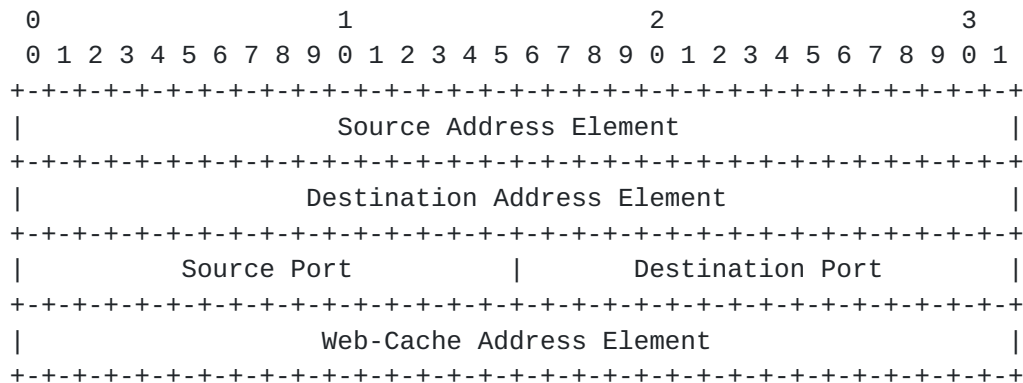 0                   1                   2                   3
 0 1 2 3 4 5 6 7 8 9 0 1 2 3 4 5 6 7 8 9 0 1 2 3 4 5 6 7 8 9 0 1
+-+-+-+-+-+-+-+-+-+-+-+-+-+-+-+-+-+-+-+-+-+-+-+-+-+-+-+-+-+-+-+-+
|                    Source Address Element                     |
+-+-+-+-+-+-+-+-+-+-+-+-+-+-+-+-+-+-+-+-+-+-+-+-+-+-+-+-+-+-+-+-+
|                  Destination Address Element                  |
+-+-+-+-+-+-+-+-+-+-+-+-+-+-+-+-+-+-+-+-+-+-+-+-+-+-+-+-+-+-+-+-+
|          Source Port          |       Destination Port        |
+-+-+-+-+-+-+-+-+-+-+-+-+-+-+-+-+-+-+-+-+-+-+-+-+-+-+-+-+-+-+-+-+
|                   Web-Cache Address Element                   |
+-+-+-+-+-+-+-+-+-+-+-+-+-+-+-+-+-+-+-+-+-+-+-+-+-+-+-+-+-+-+-+-+